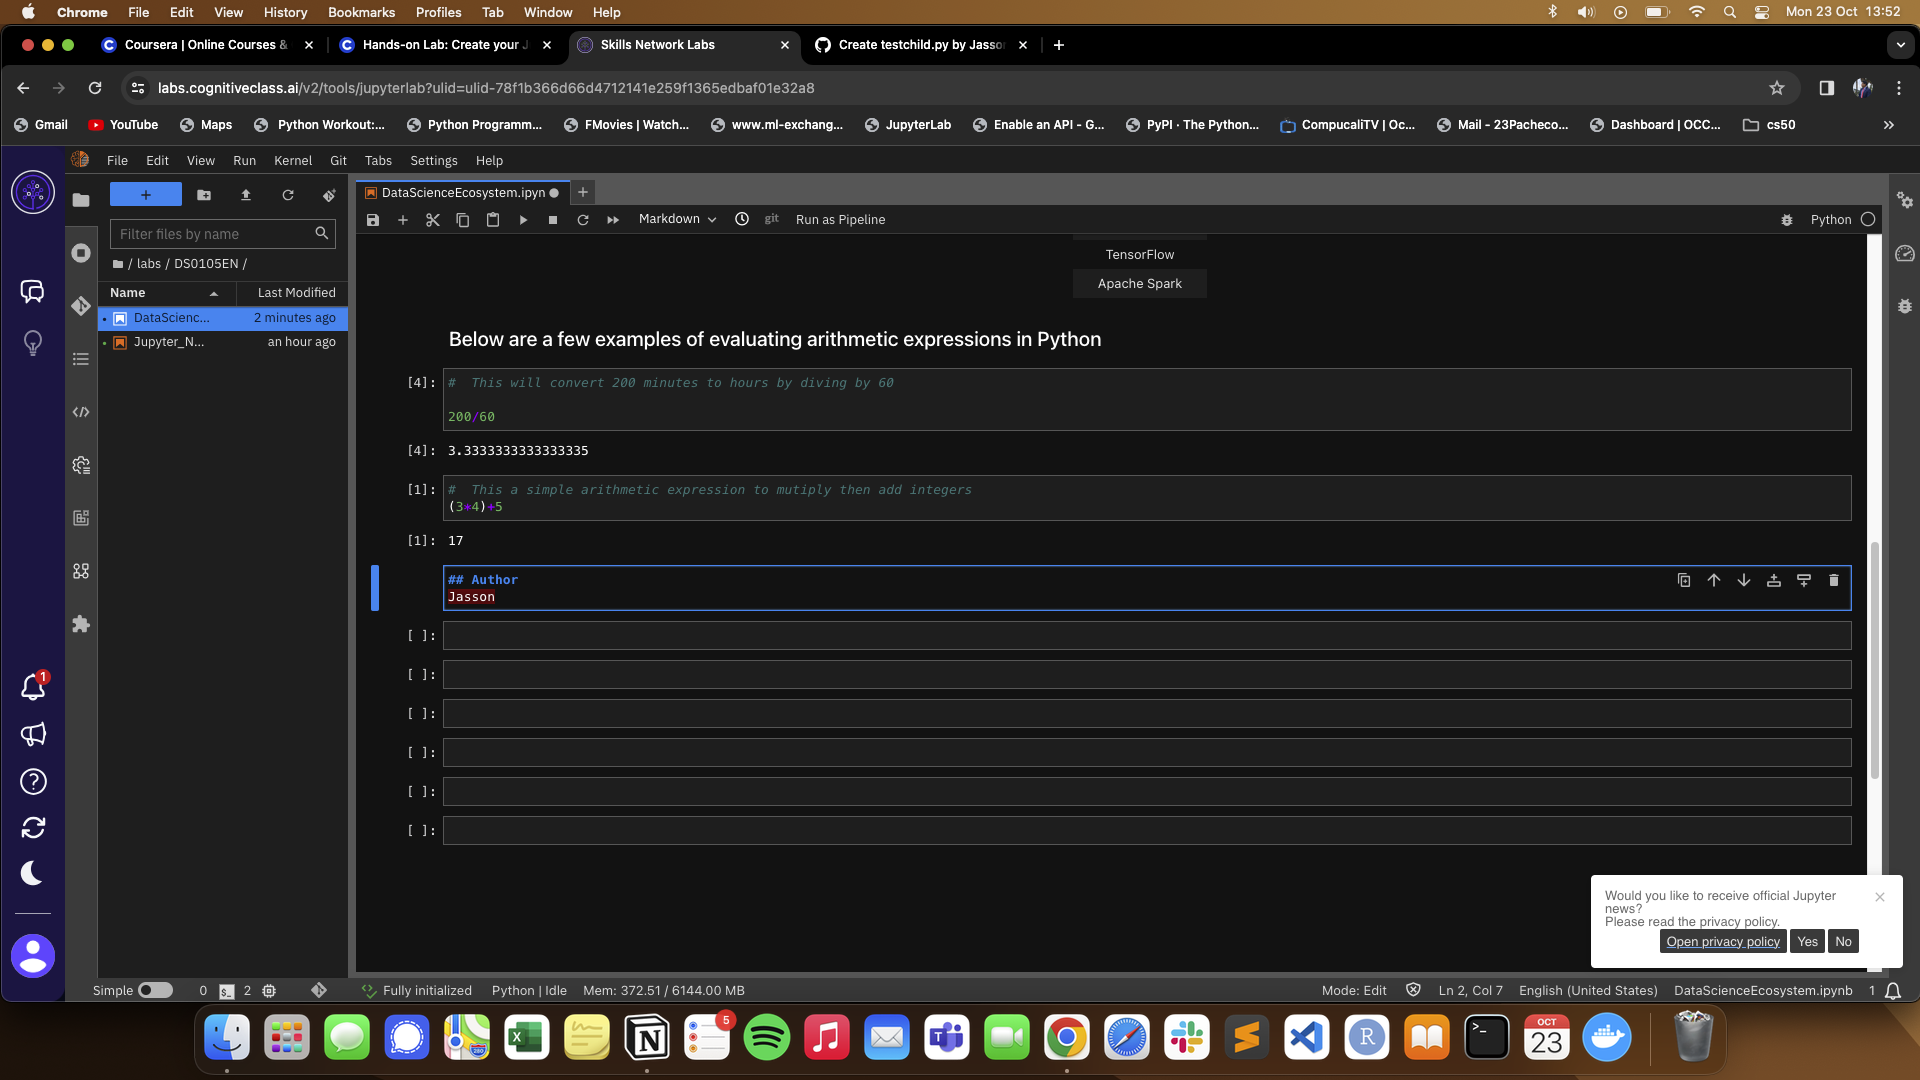 Chrome File Edit View History Bookmarks Profiles Tab Window Help Mon 23 Oct 13:52
Coursera | Online Courses & Hands-on Lab: Create your J Skills Network Labs Create testchild.py by Jasso
labs.cognitiveclass.ai/v2/tools/jupyterlab?ulid=ulid-78f1b366d66d4712141e259f1365edbaf01e32a8
Gmail YouTube Maps Python Workout:... Python Programm... FMovies | Watch... www.ml-exchang... JupyterLab Enable an API - G... PyPI · The Python... CompucaliTV | Oc... Mail - 23Pacheco... Dashboard | OCC... cs50 »
File Edit View Run Kernel Git Tabs Settings Help
DataScienceEcosystem.ipyn
Markdown git Run as Pipeline Python
Filter files by name
/ labs / DS0105EN /
Name Last Modified
DataScienc... 2 minutes ago
Jupyter_N... an hour ago
TensorFlow
Apache Spark
Below are a few examples of evaluating arithmetic expressions in Python
[4]: # This will convert 200 minutes to hours by diving by 60
200/60
[4]: 3.3333333333333335
[1]: # This a simple arithmetic expression to mutiply then add integers
(3*4)+5
[1]: 17
## Author
Jasson
[ ]:
[ ]:
[ ]:
[ ]:
[ ]:
[ ]:
1
Would you like to receive official Jupyter
news?
Please read the privacy policy.
Open privacy policy Yes No
Simple 0 $_ 2 Fully initialized Python | Idle Mem: 372.51 / 6144.00 MB Mode: Edit Ln 2, Col 7 English (United States) DataScienceEcosystem.ipynb 1
5
OCT
23